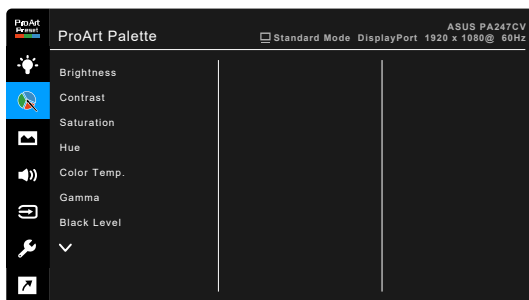 ProArt
Preset
ProArt Palette
ASUS PA247CV
Standard Mode DisplayPort 1920 x 1080@ 60Hz
Brightness
Contrast
Saturation
Hue
Color Temp.
Gamma
Black Level